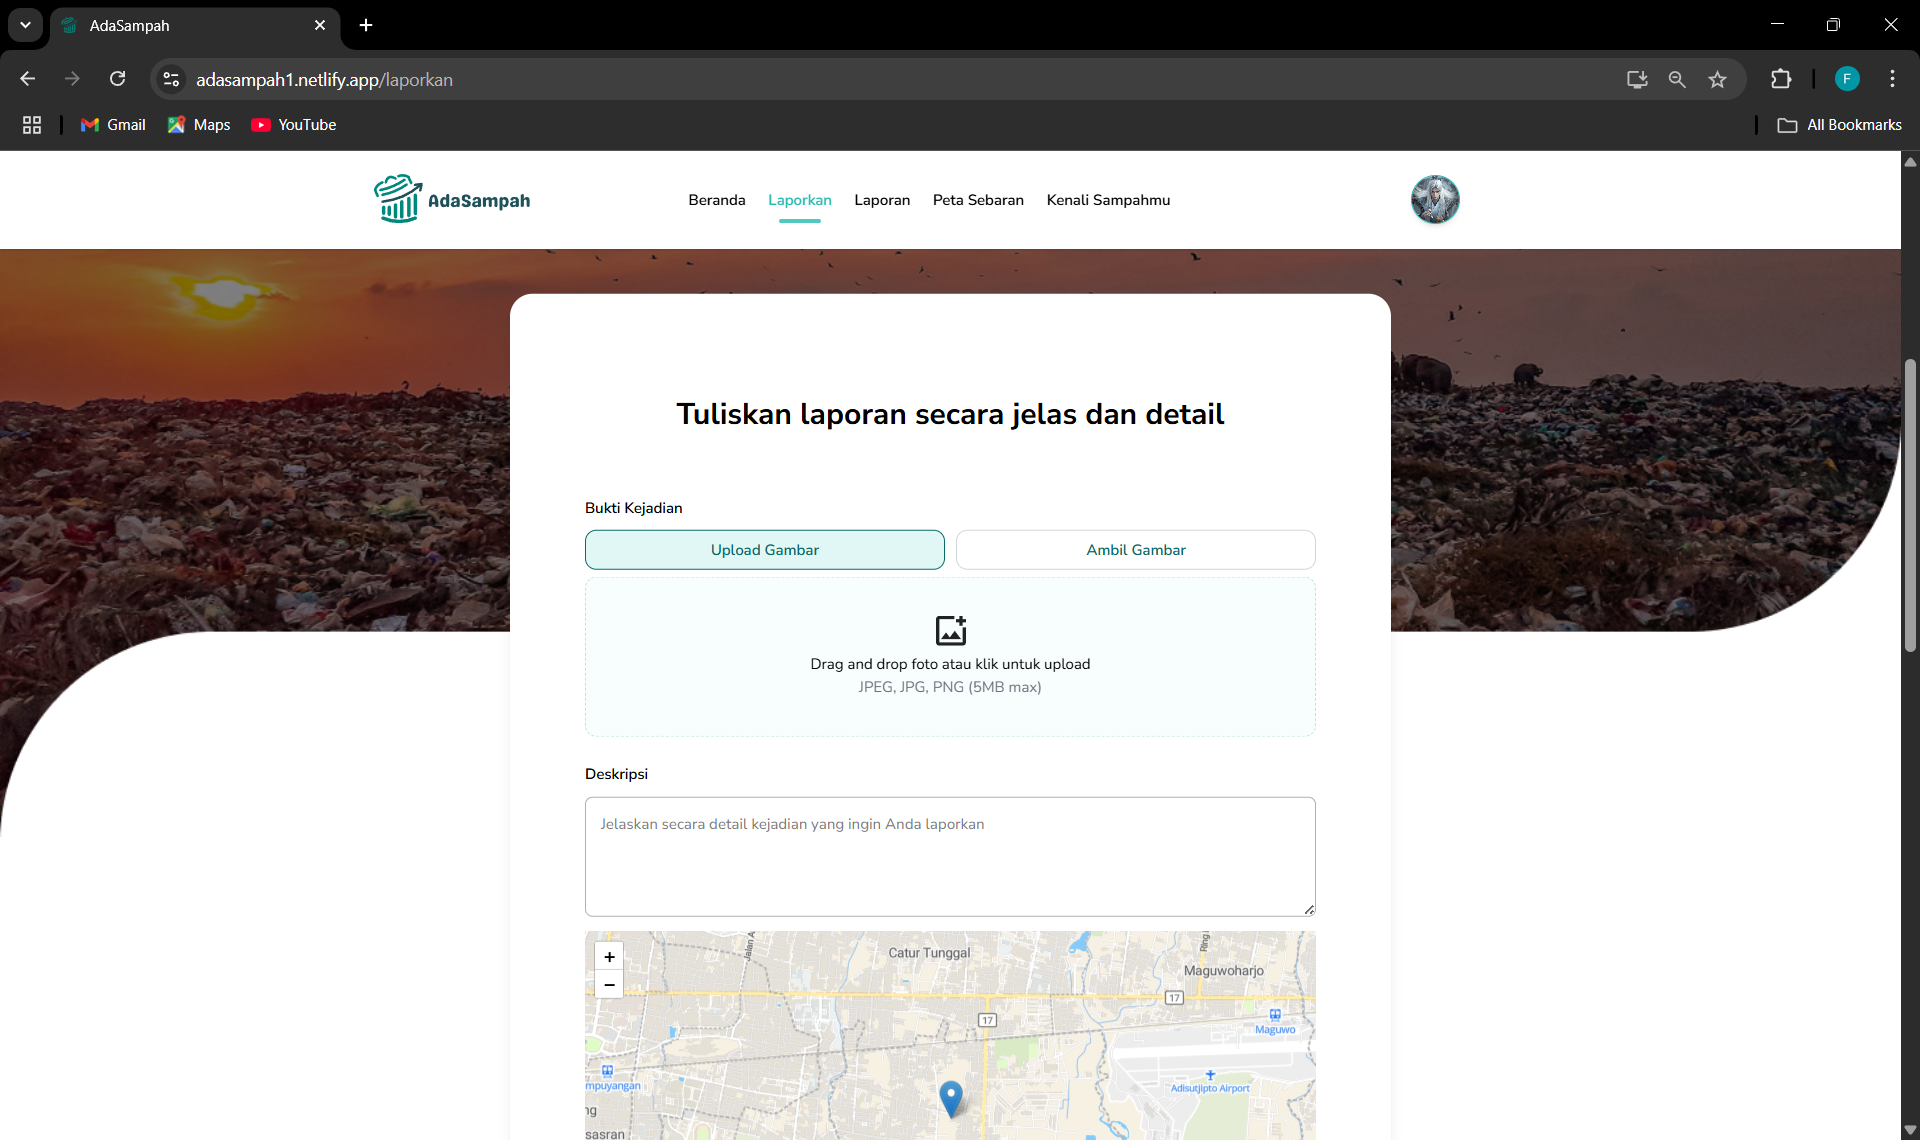 AdaSampah
adasampah1.netlify.app/laporkan
F
Gmail
Maps
YouTube
All Bookmarks
AdaSampah
Beranda
Laporkan
Laporan
Peta Sebaran
Kenali Sampahmu
Tuliskan laporan secara jelas dan detail
Bukti Kejadian
Upload Gambar
Ambil Gambar
Drag and drop foto atau klik untuk upload
JPEG, JPG, PNG (5MB max)
Deskripsi
Jelaskan secara detail kejadian yang ingin Anda laporkan
+
−
Jalan A
Catur Tunggal
Ring
Maguwoharjo
17
17
Maguwo
mpuyangan
Adisutjipto Airport
ng
sasran